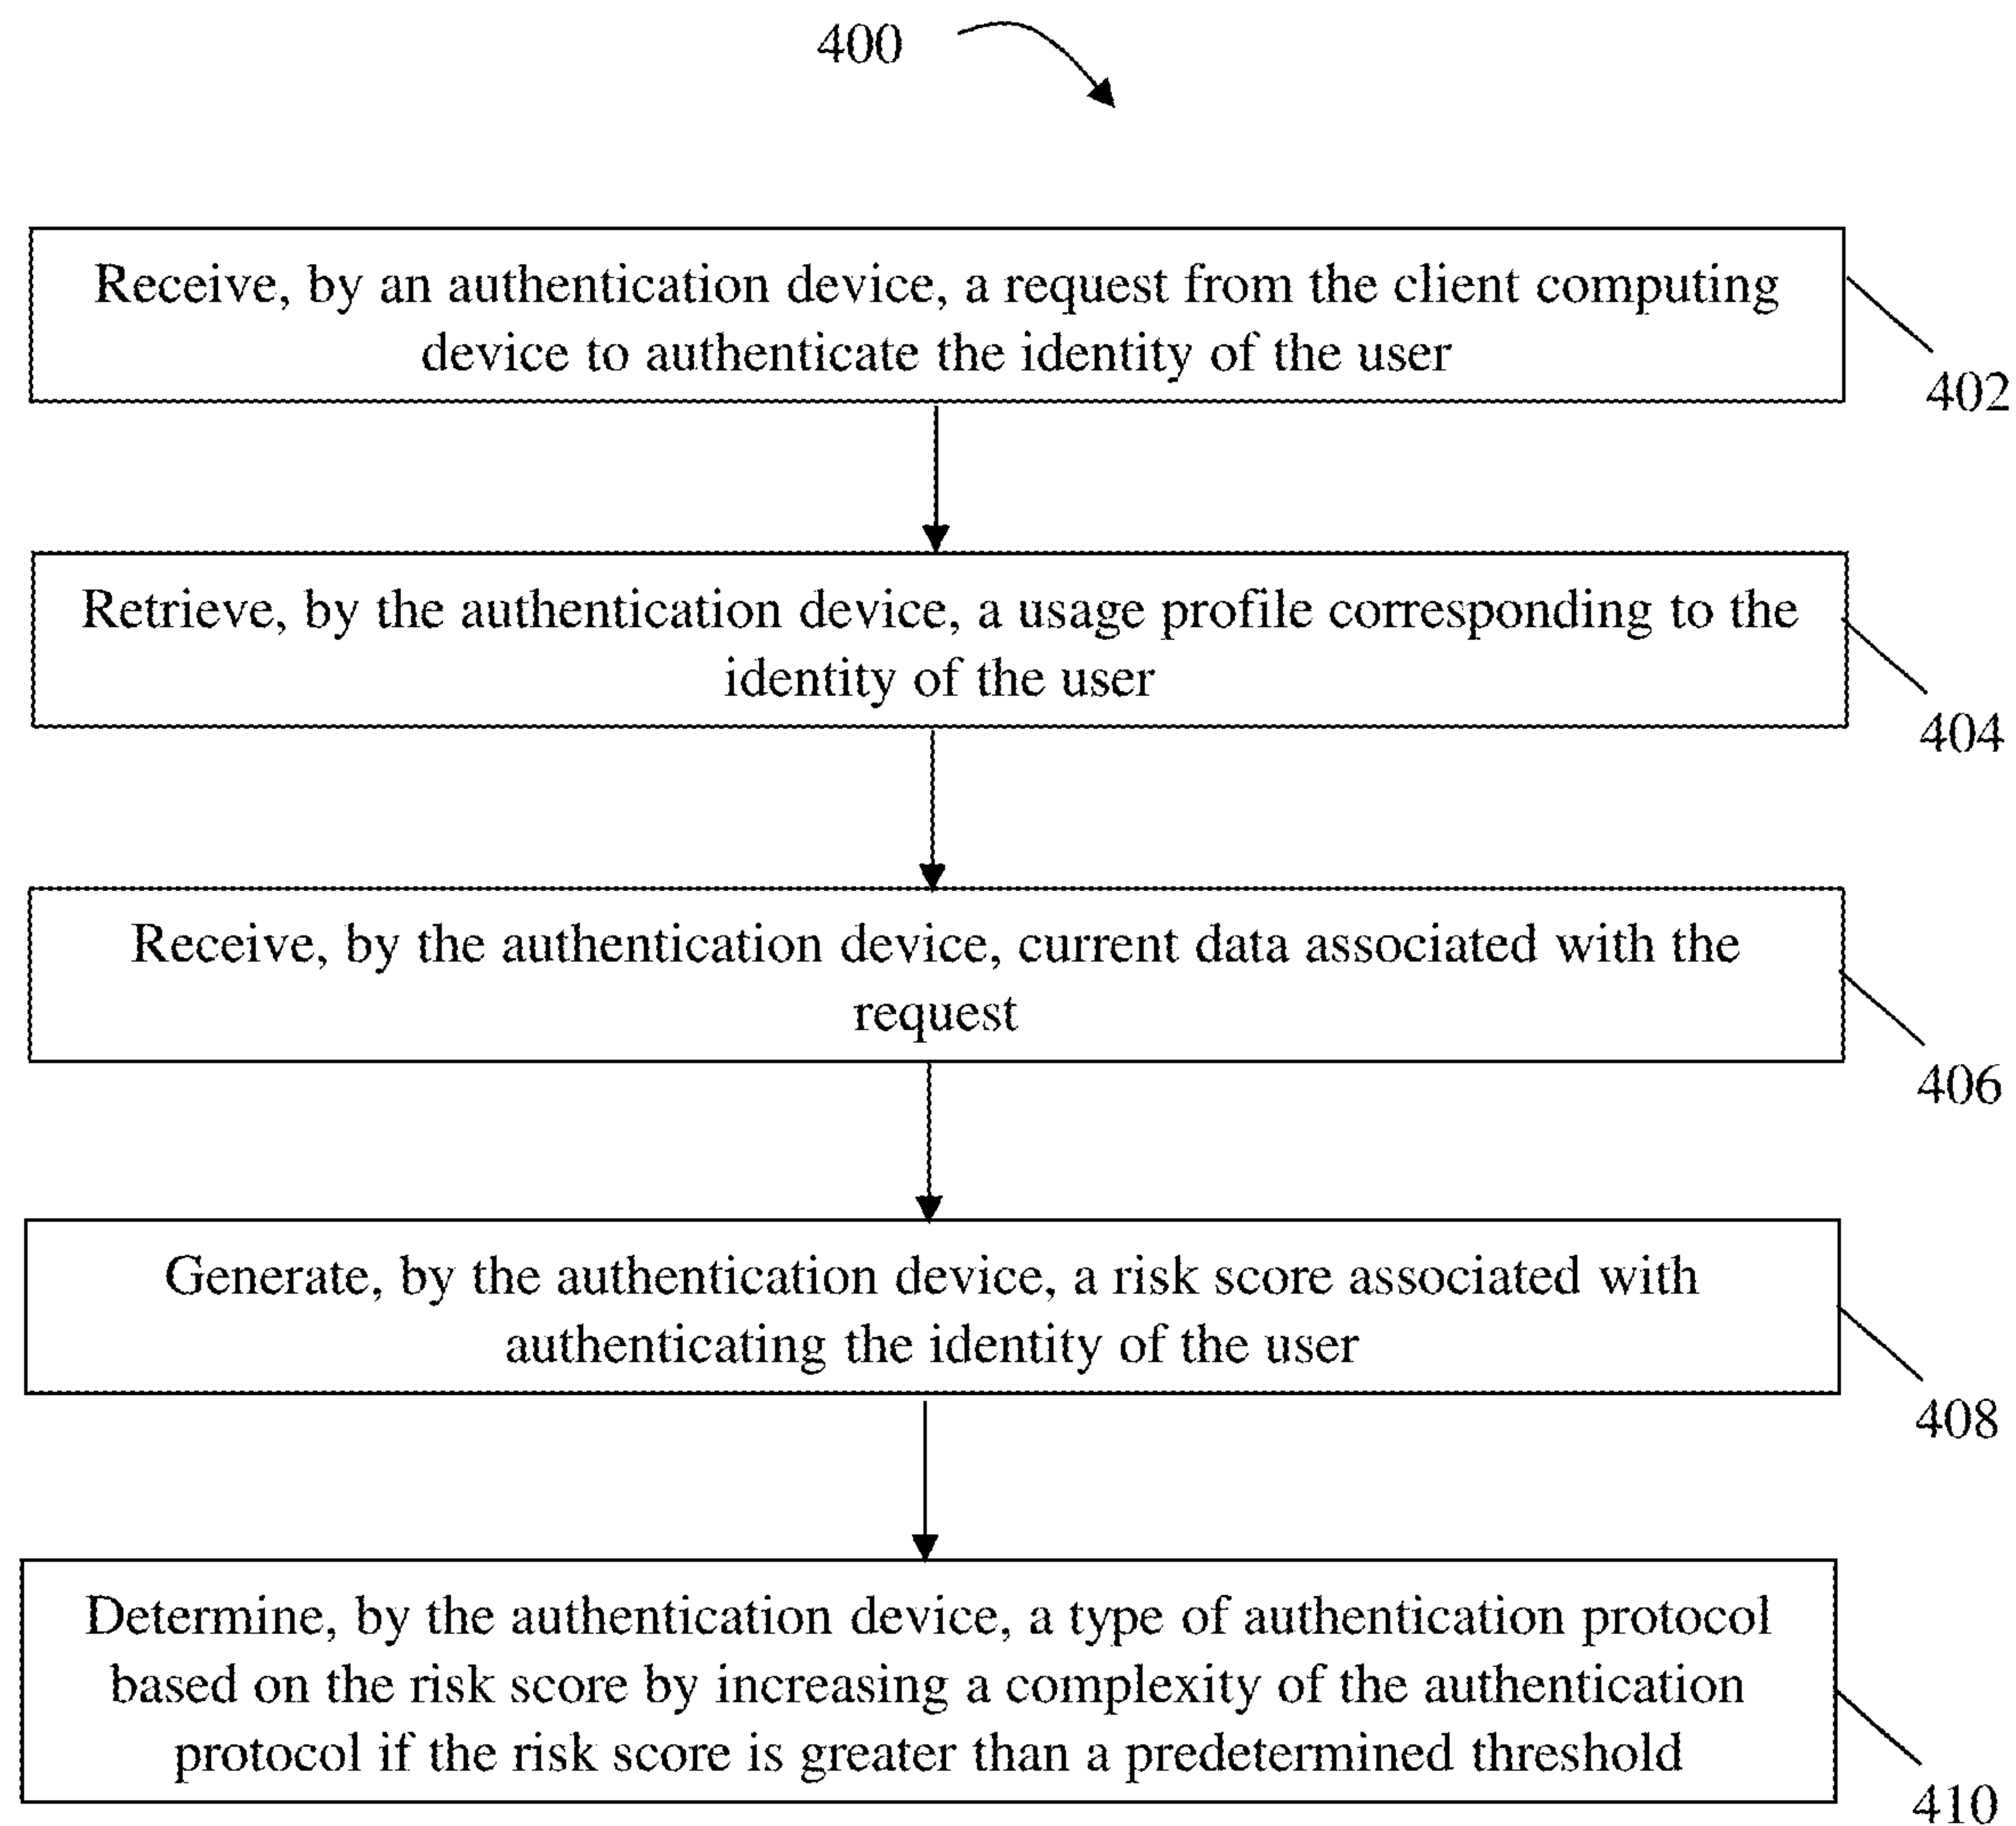 400
Receive, by an authentication device, a request from the client computing
device to authenticate the identity of the user
402
Retrieve, by the authentication device, a usage profile corresponding to the
identity of the user
404
Receive, by the authentication device, current data associated with the
request
406
Generate, by the authentication device, a risk score associated with
authenticating the identity of the user
408
Determine, by the authentication device, a type of authentication protocol
based on the risk score by increasing a complexity of the authentication
protocol if the risk score is greater than a predetermined threshold
410